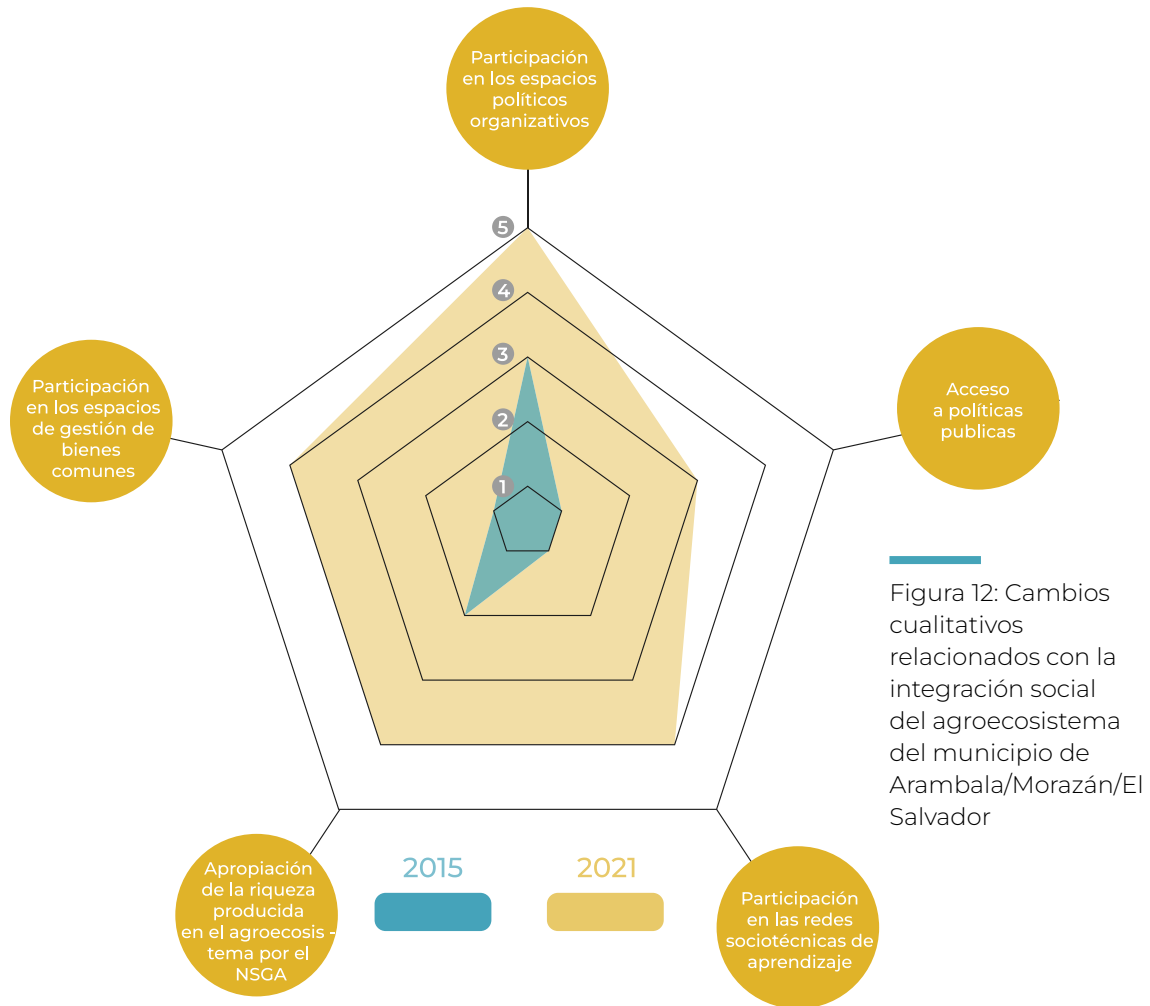 Participación
en los espacios
políticos
organizativos
5
4
3
2
1
Participación
en los espacios
de gestión de
bienes
comunes
Acceso
a políticas
publicas
Figura 12: Cambios
cualitativos
relacionados con la
integración social
del agroecosistema
del municipio de
Arambala/Morazán/El
Salvador
Apropiación
de la riqueza
producida
en el agroecosis -
tema por el
NSGA
2015
2021
Participación
en las redes
sociotécnicas de
aprendizaje